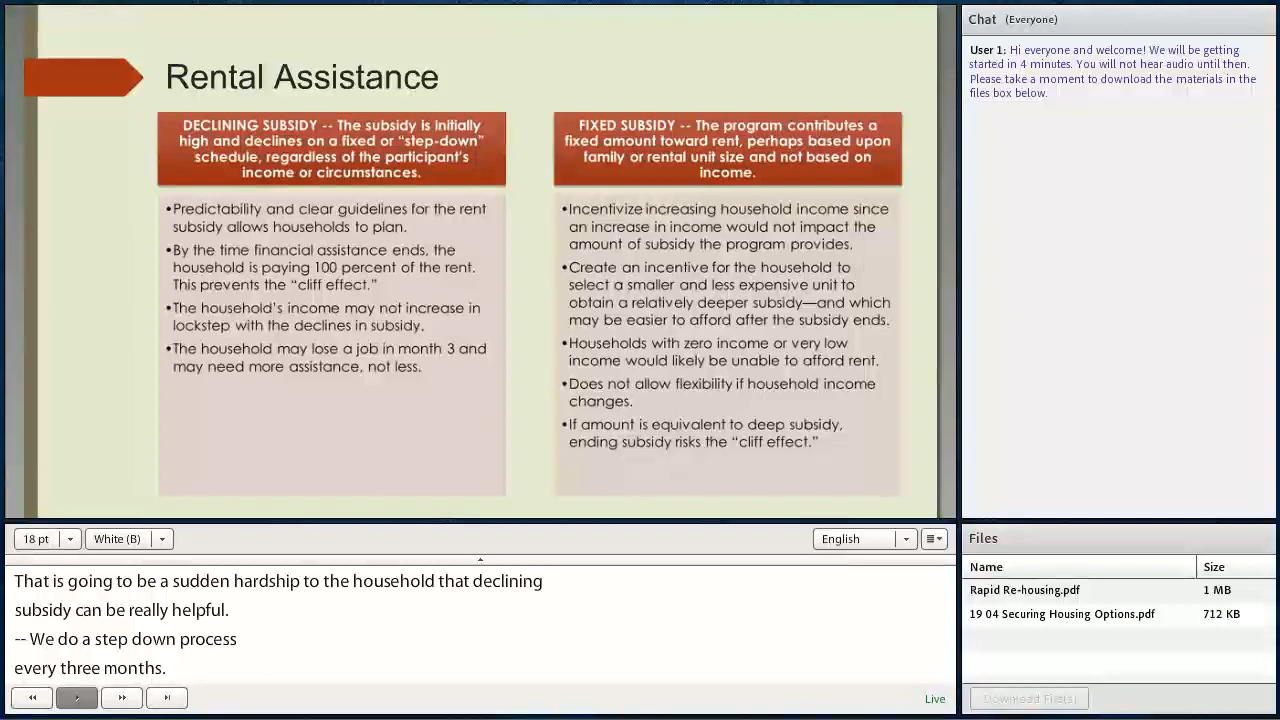 Rental Assistance
DECLINING SUBSIDY -- The subsidy is initially
high and declines on a fixed or “step-down”
schedule, regardless of the participant’s
income or circumstances.
•Predictability and clear guidelines for the rent
subsidy allows households to plan.
•By the time financial assistance ends, the
household is paying 100 percent of the rent.
This prevents the “cliff effect.”
•The household’s income may not increase in
lockstep with the declines in subsidy.
•The household may lose a job in month 3 and
may need more assistance, not less.
FIXED SUBSIDY -- The program contributes a
fixed amount toward rent, perhaps based upon
family or rental unit size and not based on
income.
•Incentivize increasing household income since
an increase in income would not impact the
amount of subsidy the program provides.
•Create an incentive for the household to
select a smaller and less expensive unit to
obtain a relatively deeper subsidy—and which
may be easier to afford after the subsidy ends.
•Households with zero income or very low
income would likely be unable to afford rent.
•Does not allow flexibility if household income
changes.
•If amount is equivalent to deep subsidy,
ending subsidy risks the “cliff effect.”
Chat (Everyone)
User 1: Hi everyone and welcome! We will be getting
started in 4 minutes. You will not hear audio until then.
Please take a moment to download the materials in the
files box below.
18 pt White (B) English
That is going to be a sudden hardship to the household that declining
subsidy can be really helpful.
-- We do a step down process
every three months.
Live
Files
Name Size
Rapid Re-housing.pdf 1 MB
19 04 Securing Housing Options.pdf 712 KB
Download File(s)